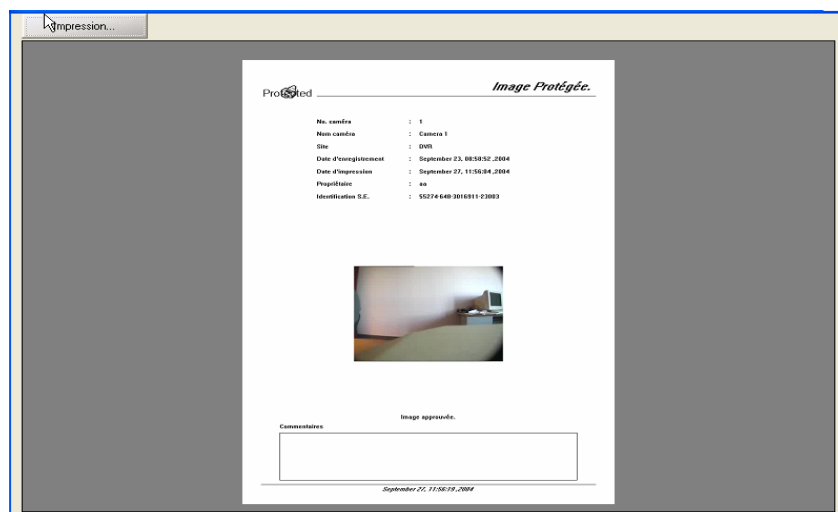 Impression...
Protected
Image Protégée.
No. caméra : 1
Nom caméra : Camera 1
Site : DVR
Date d'enregistrement : September 23, 08:50:52 ,2004
Date d'impression : September 27, 11:56:04 ,2004
Propriétaire : aa
Identification S.E. : 55274-640-3016911-23003
Image approuvée.
Commentaires
September 27, 11:56:19 ,2004